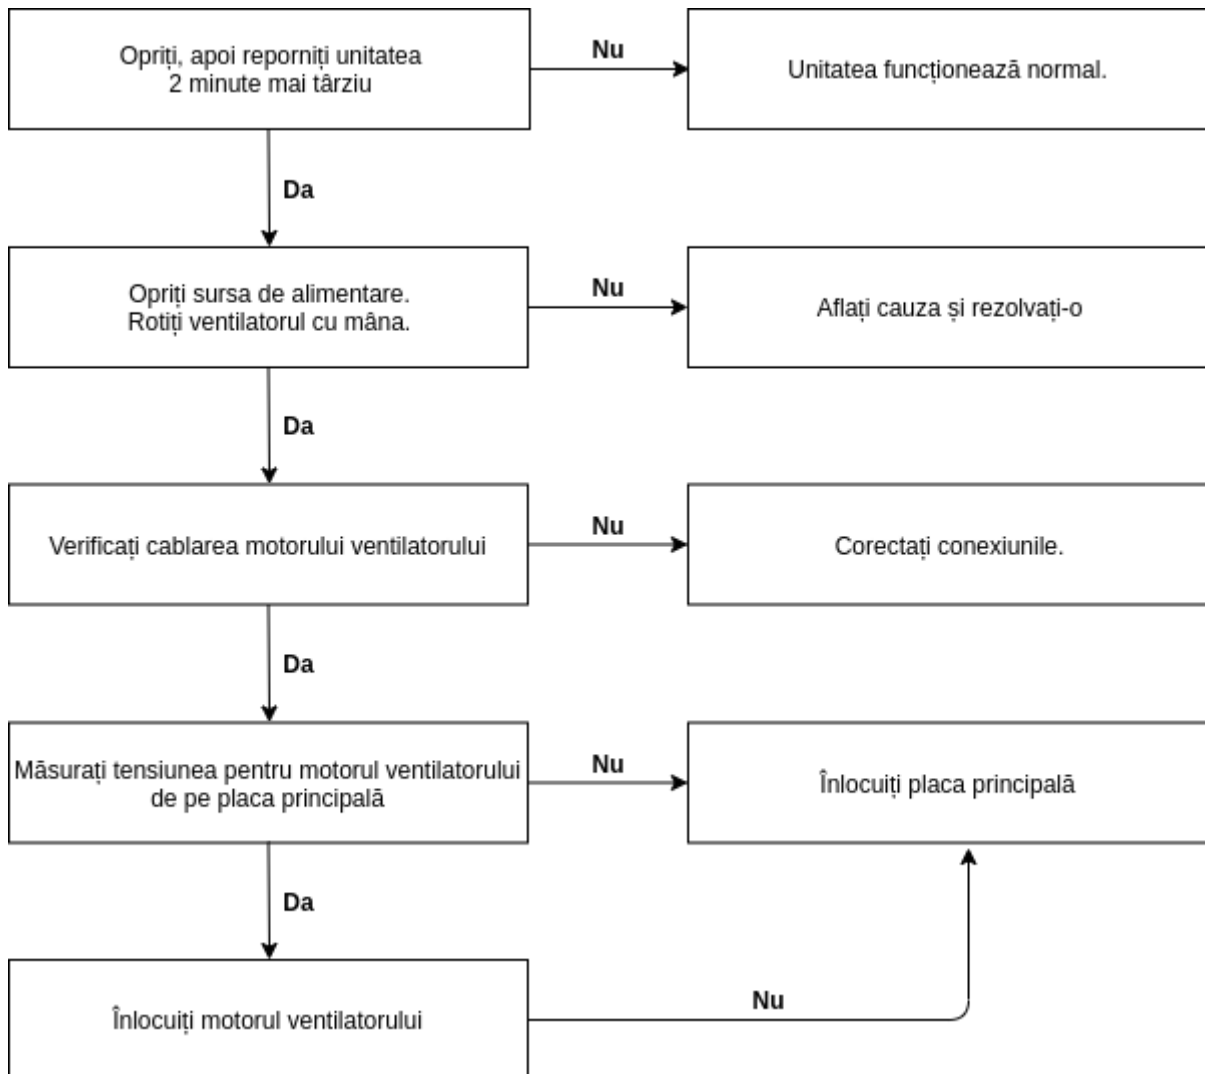 Opriți, apoi reporniți unitatea
2 minute mai târziu
Nu
Unitatea funcționează normal.
Da
Opriți sursa de alimentare.
Rotiți ventilatorul cu mâna.
Nu
Aflați cauza și rezolvați-o
Da
Verificați cablarea motorului ventilatorului
Nu
Corectați conexiunile.
Da
Măsurați tensiunea pentru motorul ventilatorului
de pe placa principală
Nu
Înlocuiți placa principală
Da
Înlocuiți motorul ventilatorului
Nu